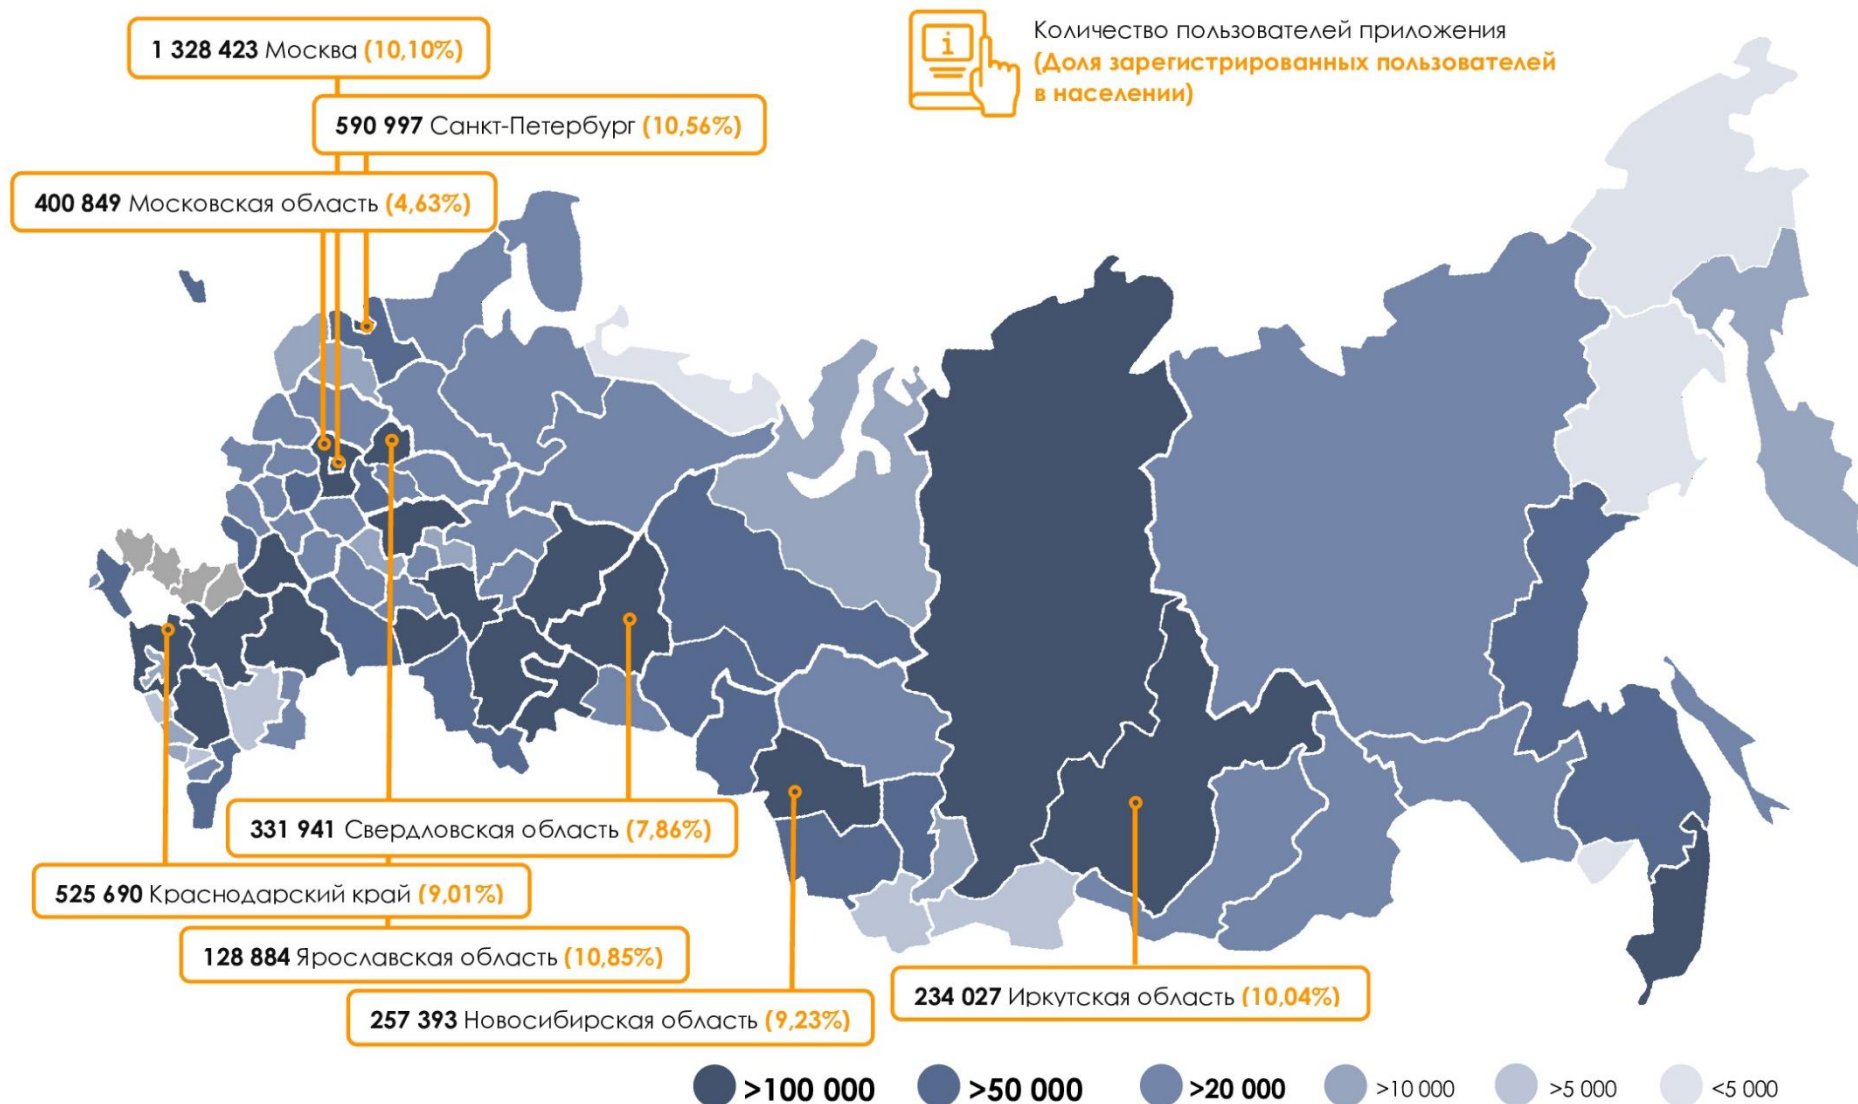 1 328 423 Москва (10,10%)
Количество пользователей приложения
(Доля зарегистрированных пользователей
в населении)
590 997 Санкт-Петербург (10,56%)
400 849 Московская область (4,63%)
331 941 Свердловская область (7,86%)
525 690 Краснодарский край (9,01%)
128 884 Ярославская область (10,85%)
234 027 Иркутская область (10,04%)
257 393 Новосибирская область (9,23%)
>100 000 >50 000 >20 000 >10 000 >5 000 <5 000